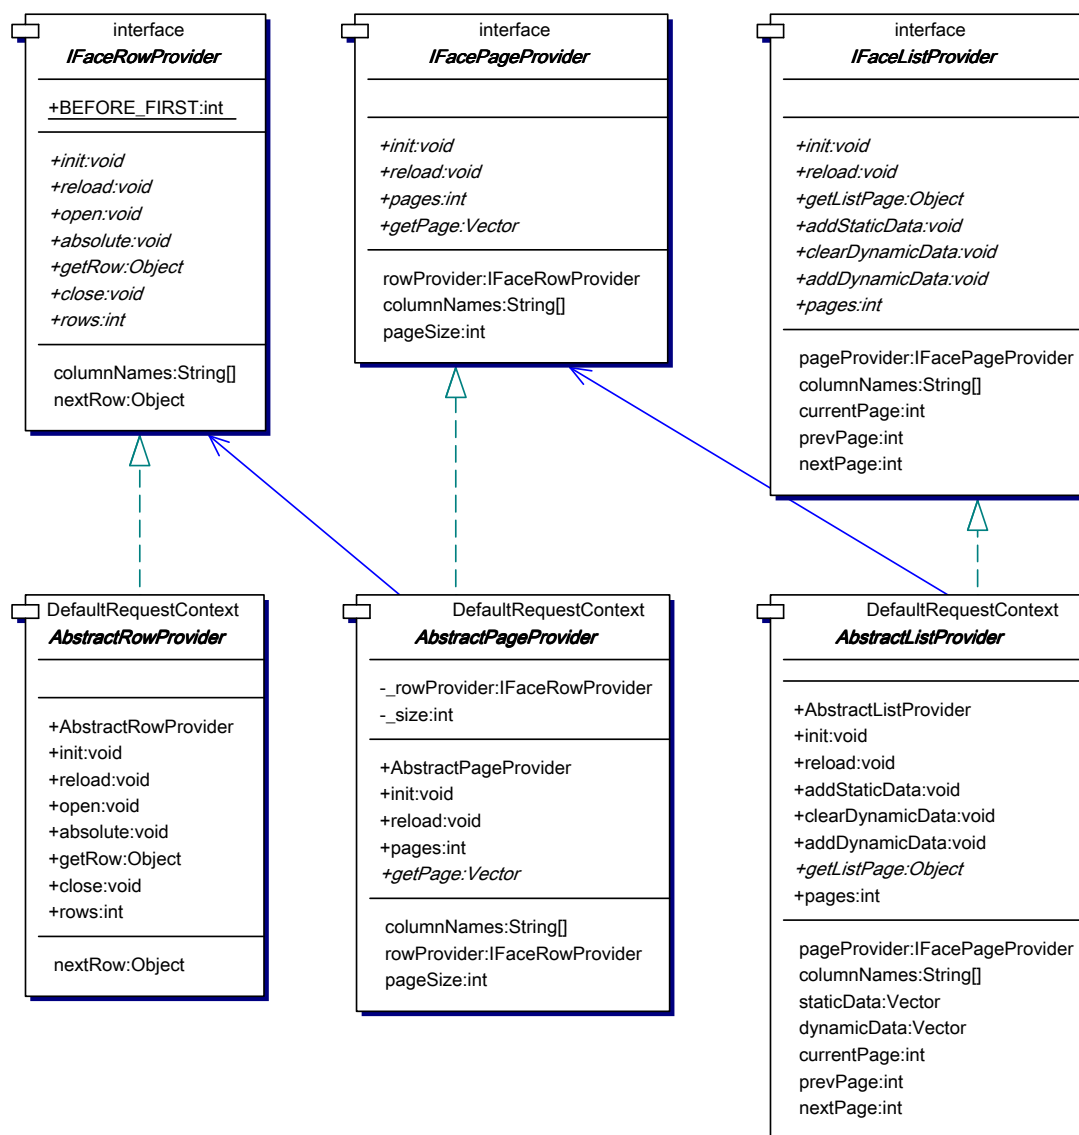 interface
IFaceRowProvider
+BEFORE_FIRST:int
+init:void
+reload:void
+open:void
+absolute:void
+getRow:Object
+close:void
+rows:int
columnNames:String[]
nextRow:Object
interface
IFacePageProvider
+init:void
+reload:void
+pages:int
+getPage:Vector
rowProvider:IFaceRowProvider
columnNames:String[]
pageSize:int
interface
IFaceListProvider
+init:void
+reload:void
+getListPage:Object
+addStaticData:void
+clearDynamicData:void
+addDynamicData:void
+pages:int
pageProvider:IFacePageProvider
columnNames:String[]
currentPage:int
prevPage:int
nextPage:int
DefaultRequestContext
AbstractRowProvider
+AbstractRowProvider
+init:void
+reload:void
+open:void
+absolute:void
+getRow:Object
+close:void
+rows:int
nextRow:Object
DefaultRequestContext
AbstractPageProvider
-_rowProvider:IFaceRowProvider
-_size:int
+AbstractPageProvider
+init:void
+reload:void
+pages:int
+getPage:Vector
columnNames:String[]
rowProvider:IFaceRowProvider
pageSize:int
DefaultRequestContext
AbstractListProvider
+AbstractListProvider
+init:void
+reload:void
+addStaticData:void
+clearDynamicData:void
+addDynamicData:void
+getListPage:Object
+pages:int
pageProvider:IFacePageProvider
columnNames:String[]
staticData:Vector
dynamicData:Vector
currentPage:int
prevPage:int
nextPage:int